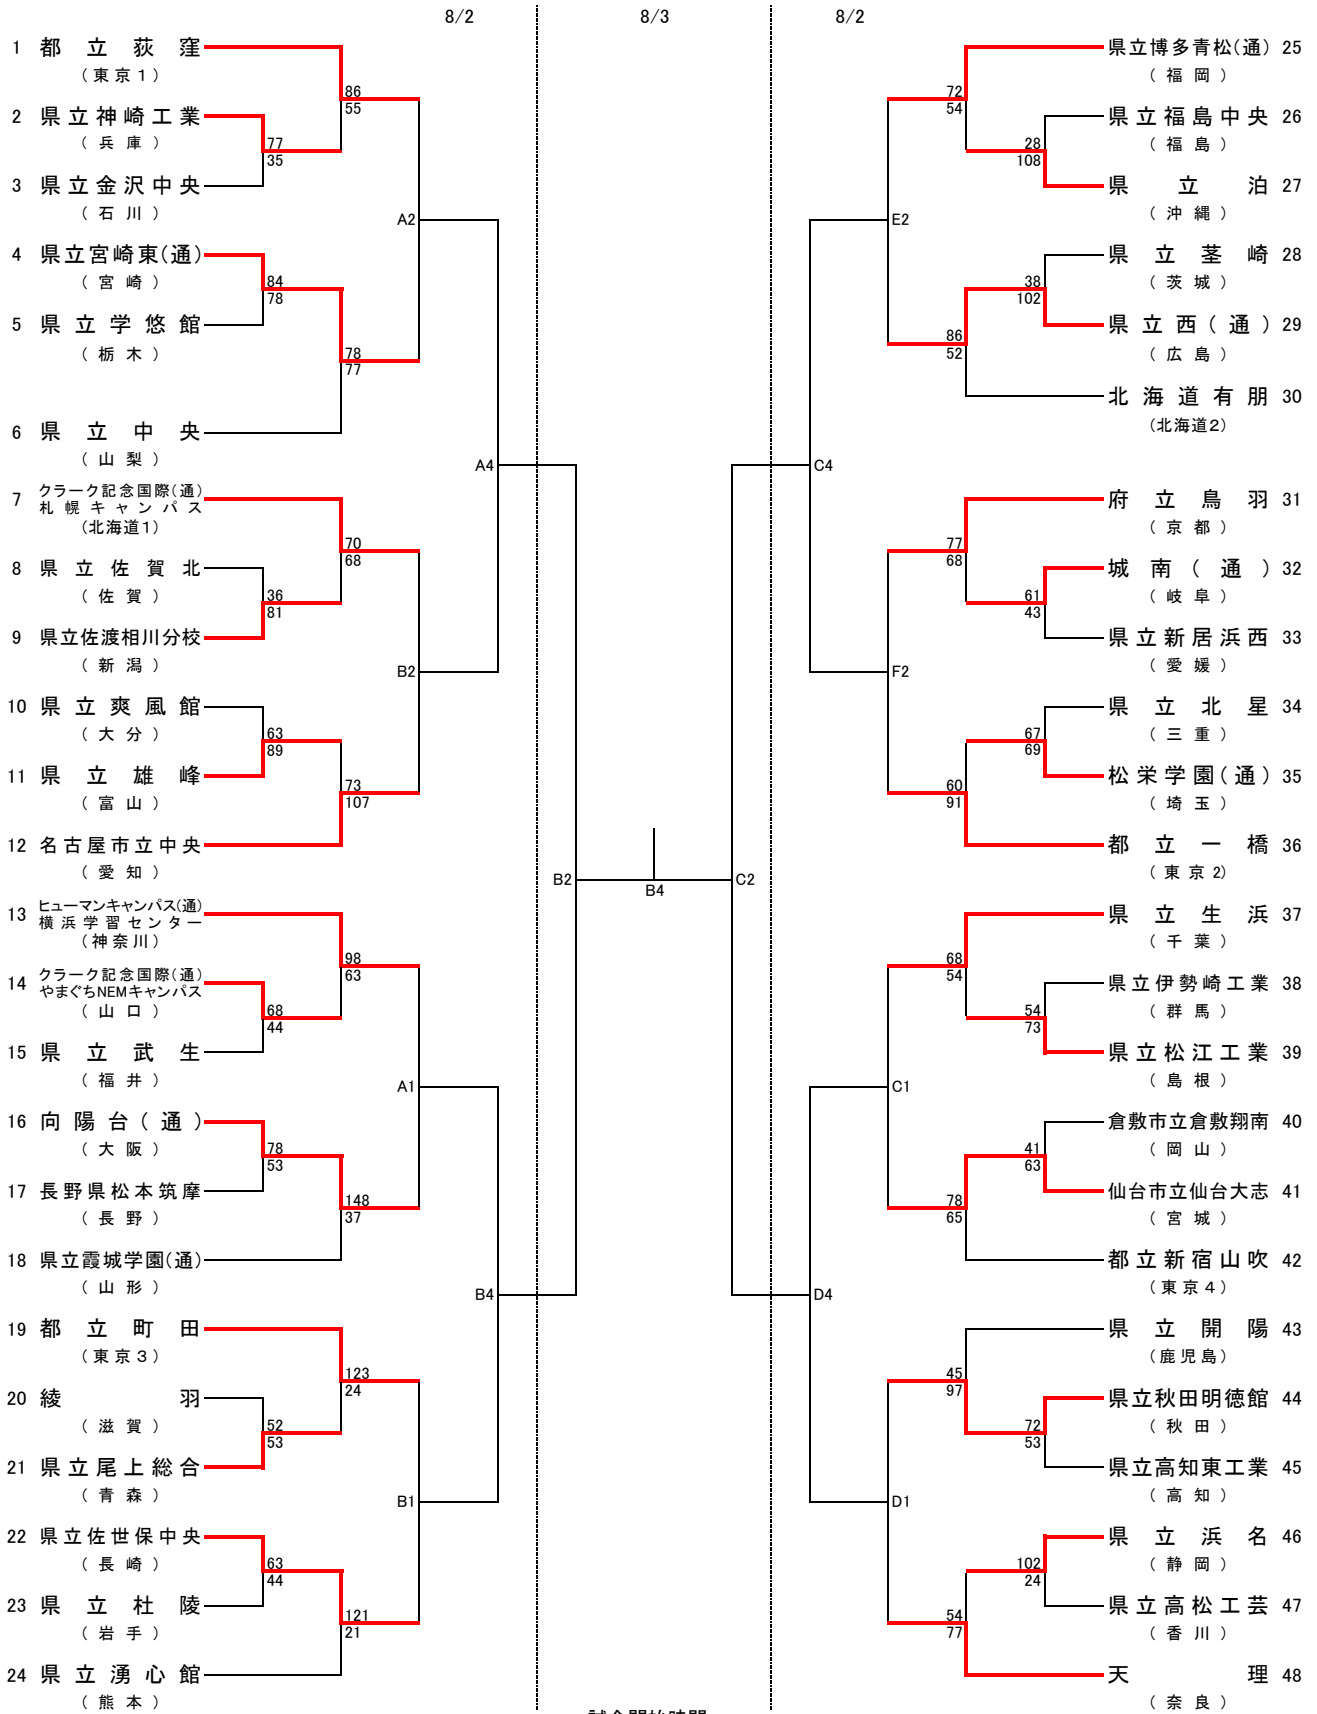 8/2 8/3 8/2
1 都立荻窪
（東京1）
86
55
2 県立神崎工業
（兵庫）
77
35
3 県立金沢中央
（石川）
A2
4 県立宮崎東(通)
（宮崎）
84
78
5 県立学悠館
（栃木）
78
77
6 県立中央
（山梨）
A4
7 クラーク記念国際(通)
札幌キャンパス
(北海道1)
70
68
8 県立佐賀北
（佐賀）
36
81
9 県立佐渡相川分校
（新潟）
B2
10 県立爽風館
（大分）
63
89
11 県立雄峰
（富山）
73
107
12 名古屋市立中央
（愛知）
B2
13 ヒューマンキャンパス(通)
横浜学習センター
（神奈川）
98
63
14 クラーク記念国際(通)
やまぐちNEMキャンパス
（山口）
68
44
15 県立武生
（福井）
A1
16 向陽台(通)
（大阪）
78
53
17 長野県松本筑摩
（長野）
148
37
18 県立霞城学園(通)
（山形）
B4
19 都立町田
（東京3）
123
24
20 綾羽
（滋賀）
52
53
21 県立尾上総合
（青森）
B1
22 県立佐世保中央
（長崎）
63
44
23 県立杜陵
（岩手）
121
21
24 県立湧心館
（熊本）
B4
県立博多青松(通) 25
（福岡）
72
54
県立福島中央 26
（福島）
28
108
県立泊 27
（沖縄）
E2
県立茎崎 28
（茨城）
38
102
県立西(通) 29
（広島）
86
52
北海道有朋 30
(北海道2)
C4
府立鳥羽 31
（京都）
77
68
城南(通) 32
（岐阜）
61
43
県立新居浜西 33
（愛媛）
F2
県立北星 34
（三重）
67
69
松栄学園(通) 35
（埼玉）
60
91
都立一橋 36
（東京2）
C2
県立生浜 37
（千葉）
68
54
県立伊勢崎工業 38
（群馬）
54
73
県立松江工業 39
（島根）
C1
倉敷市立倉敷翔南 40
（岡山）
41
63
仙台市立仙台大志 41
（宮城）
78
65
都立新宿山吹 42
（東京4）
D4
県立開陽 43
（鹿児島）
45
97
県立秋田明徳館 44
（秋田）
72
53
県立高知東工業 45
（高知）
D1
県立浜名 46
（静岡）
102
24
県立高松工芸 47
（香川）
54
77
天理 48
（奈良）